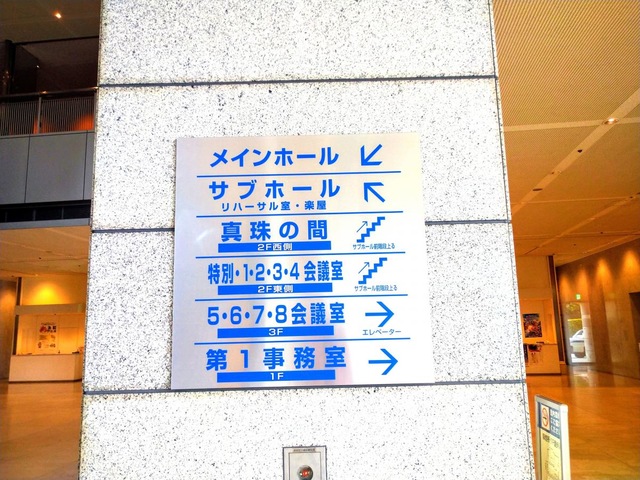 メインホール ↙
サブホール ↖
リハーサル室・楽屋
真珠の間
2F西側
サブホール前階段上る
特別・1・2・3・4会議室
2F東側
サブホール前階段上る
5・6・7・8会議室 →
3F
エレベーター
第1事務室 →
1F